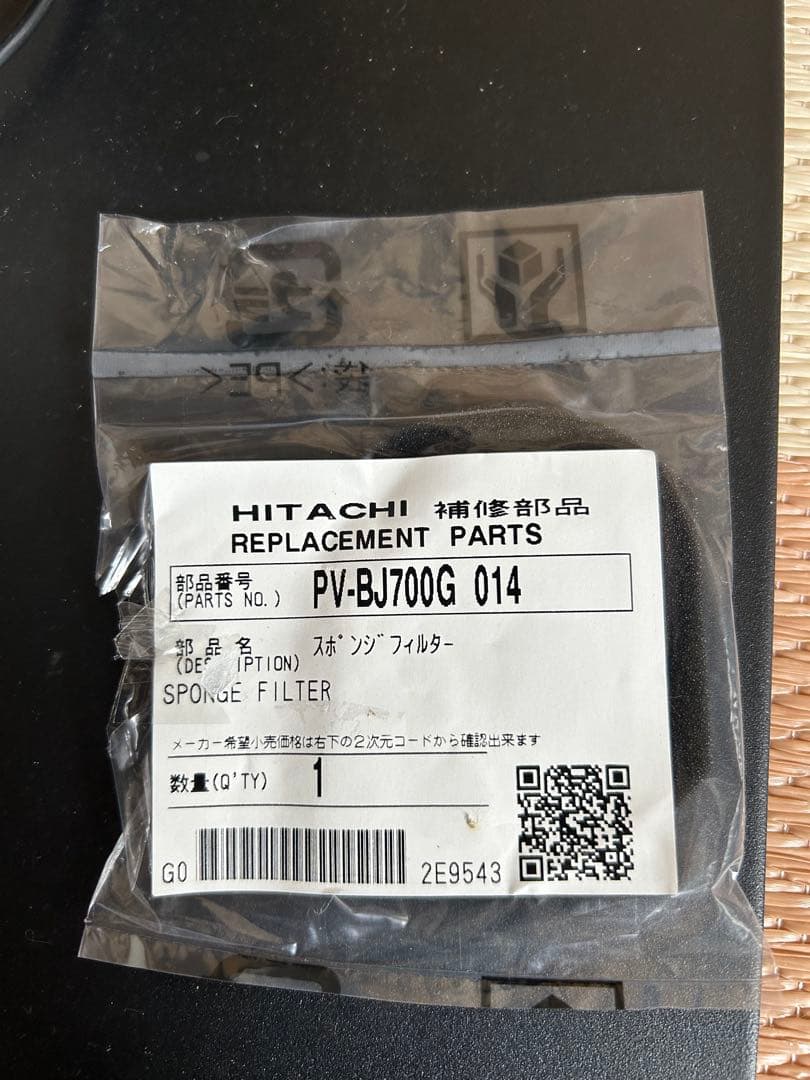 袋:>PE<
HITACHI 補修部品
REPLACEMENT PARTS
部品番号 (PARTS NO.) PV-BJ700G 014
部品名 スポンジフィルター
(DESCRIPTION)
SPONGE FILTER
メーカー希望小売価格は右下の2次元コードから確認出来ます
数量(Q'TY) 1
G0 2E9543